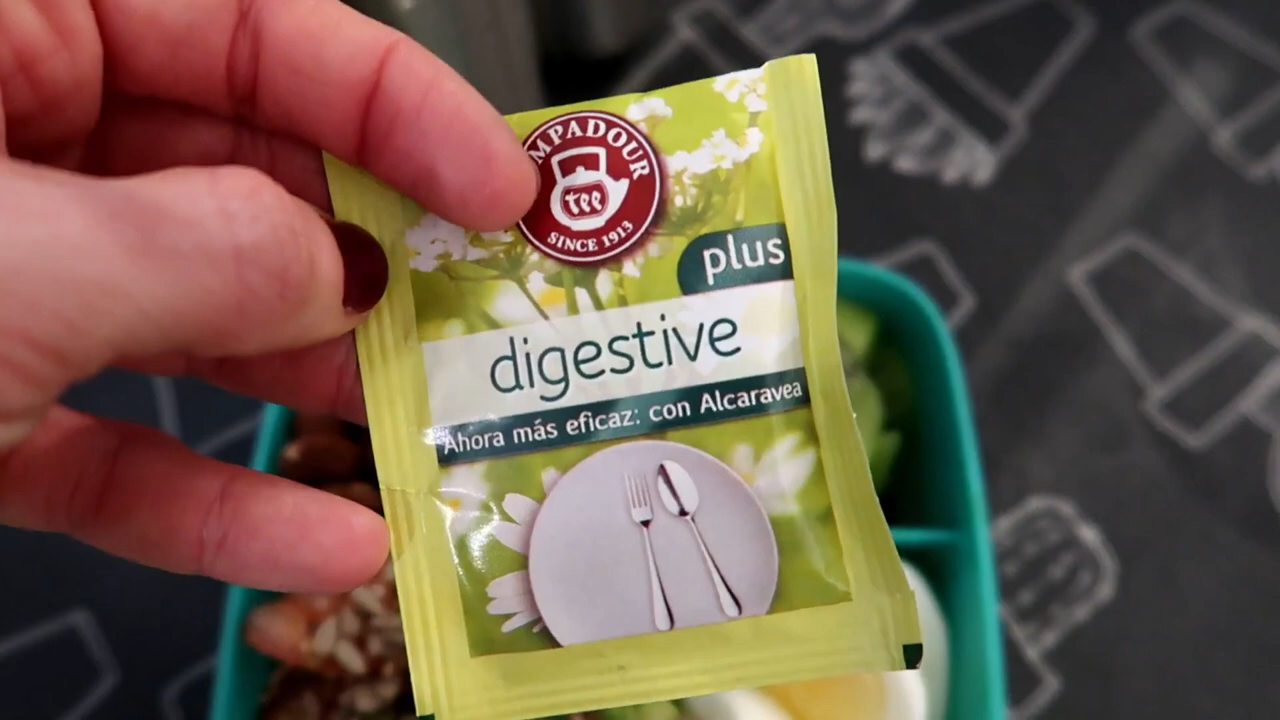 MPADOUR
tee
SINCE 1913
plus
digestive
Ahora más eficaz: con Alcaravea